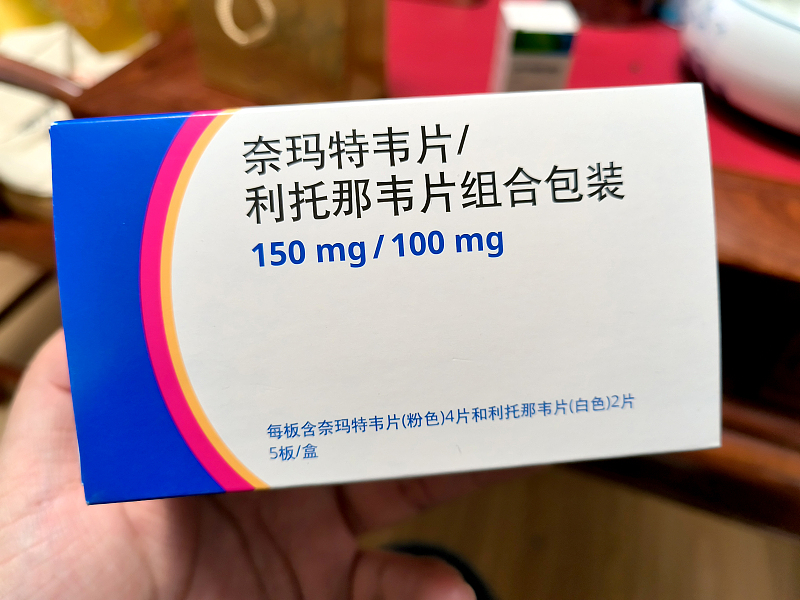 奈玛特韦片/
利托那韦片组合包装
150 mg / 100 mg
每板含奈玛特韦片(粉色)4片和利托那韦片(白色)2片
5板/盒